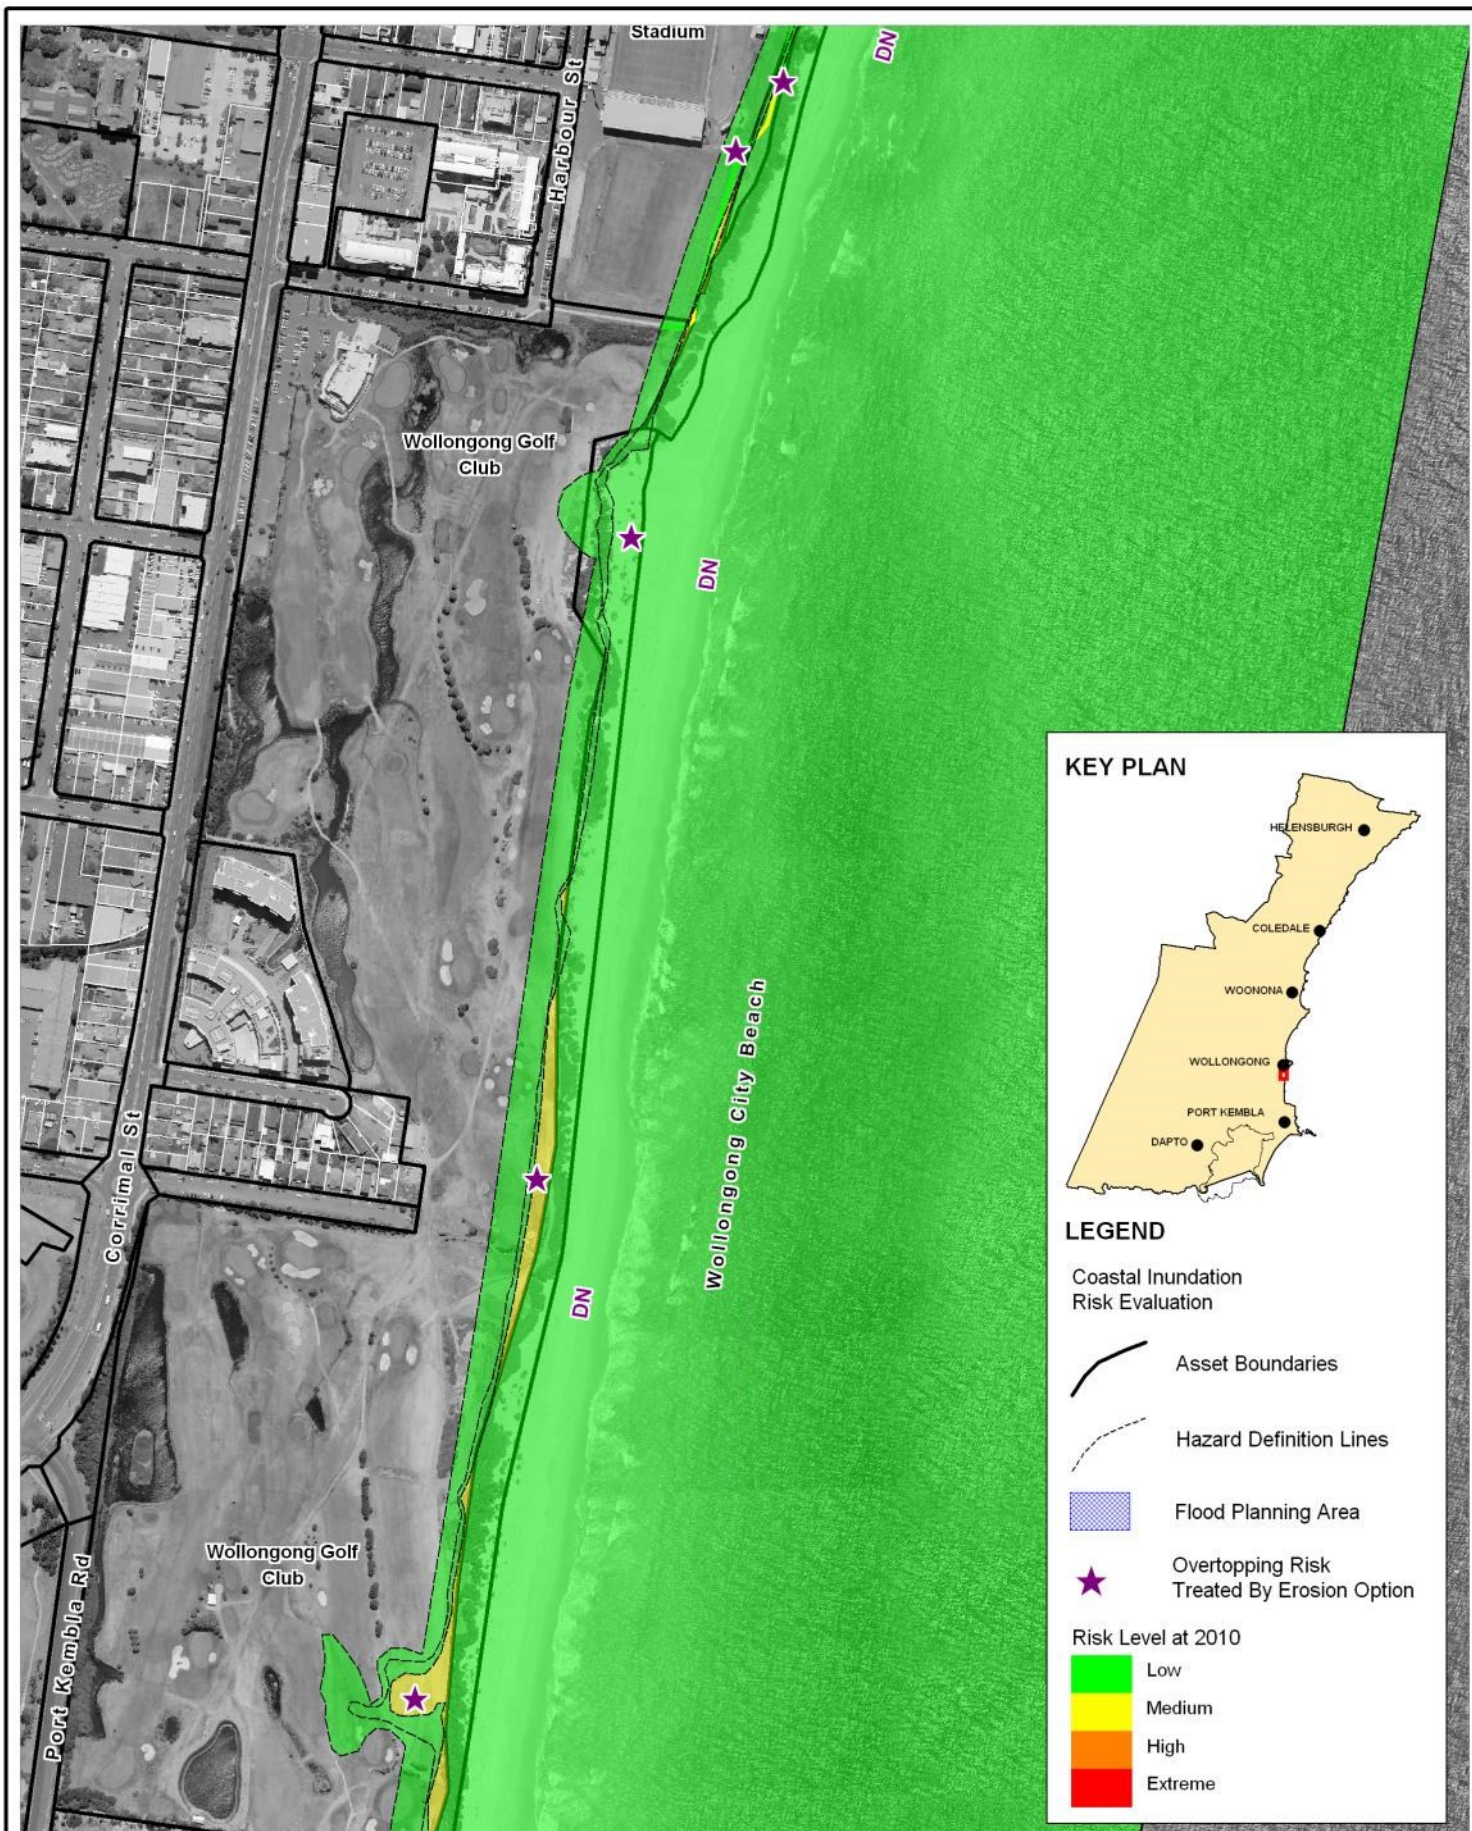 Stadium
DN
Harbour St
Wollongong Golf
Club
DN
Wollongong City Beach
Corrimal St
DN
Wollongong Golf
Club
Port Kembla Rd
KEY PLAN
HELENSBURGH
COLEDALE
WOONONA
WOLLONGONG
PORT KEMBLA
DAPTO
LEGEND
Coastal Inundation
Risk Evaluation
Asset Boundaries
Hazard Definition Lines
Flood Planning Area
Overtopping Risk
Treated By Erosion Option
Risk Level at 2010
Low
Medium
High
Extreme